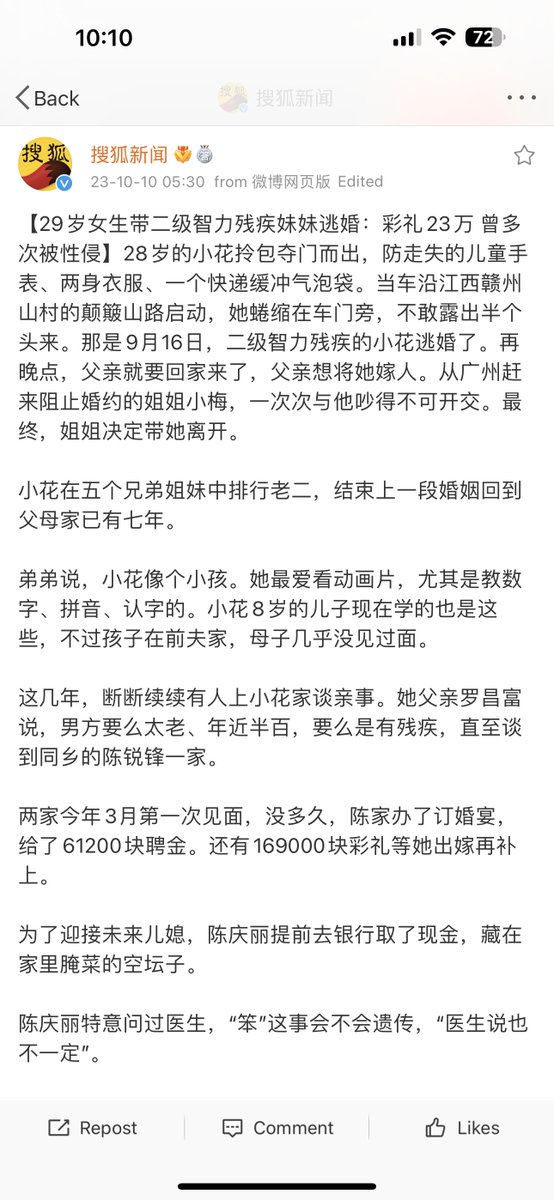 10:10
72
Back
搜狐新闻
搜狐
搜狐新闻
23-10-10 05:30 from 微博网页版 Edited
【29岁女生带二级智力残疾妹妹逃婚：彩礼23万 曾多
次被性侵】28岁的小花拎包夺门而出，防走失的儿童手
表、两身衣服、一个快递缓冲气泡袋。当车沿江西赣州
山村的颠簸山路启动，她蜷缩在车门旁，不敢露出半个
头来。那是9月16日，二级智力残疾的小花逃婚了。再
晚点，父亲就要回家来了，父亲想将她嫁人。从广州赶
来阻止婚约的姐姐小梅，一次次与他吵得不可开交。最
终，姐姐决定带她离开。
小花在五个兄弟姐妹中排行老二，结束上一段婚姻回到
父母家已有七年。
弟弟说，小花像个小孩。她最爱看动画片，尤其是教数
字、拼音、认字的。小花8岁的儿子现在学的也是这
些，不过孩子在前夫家，母子几乎没见过面。
这几年，断断续续有人上小花家谈亲事。她父亲罗昌富
说，男方要么太老、年近半百，要么是有残疾，直至谈
到同乡的陈锐锋一家。
两家今年3月第一次见面，没多久，陈家办了订婚宴，
给了61200块聘金。还有169000块彩礼等她出嫁再补
上。
为了迎接未来儿媳，陈庆丽提前去银行取了现金，藏在
家里腌菜的空坛子。
陈庆丽特意问过医生，“笨”这事会不会遗传，“医生说也
不一定”。
Repost
Comment
Likes